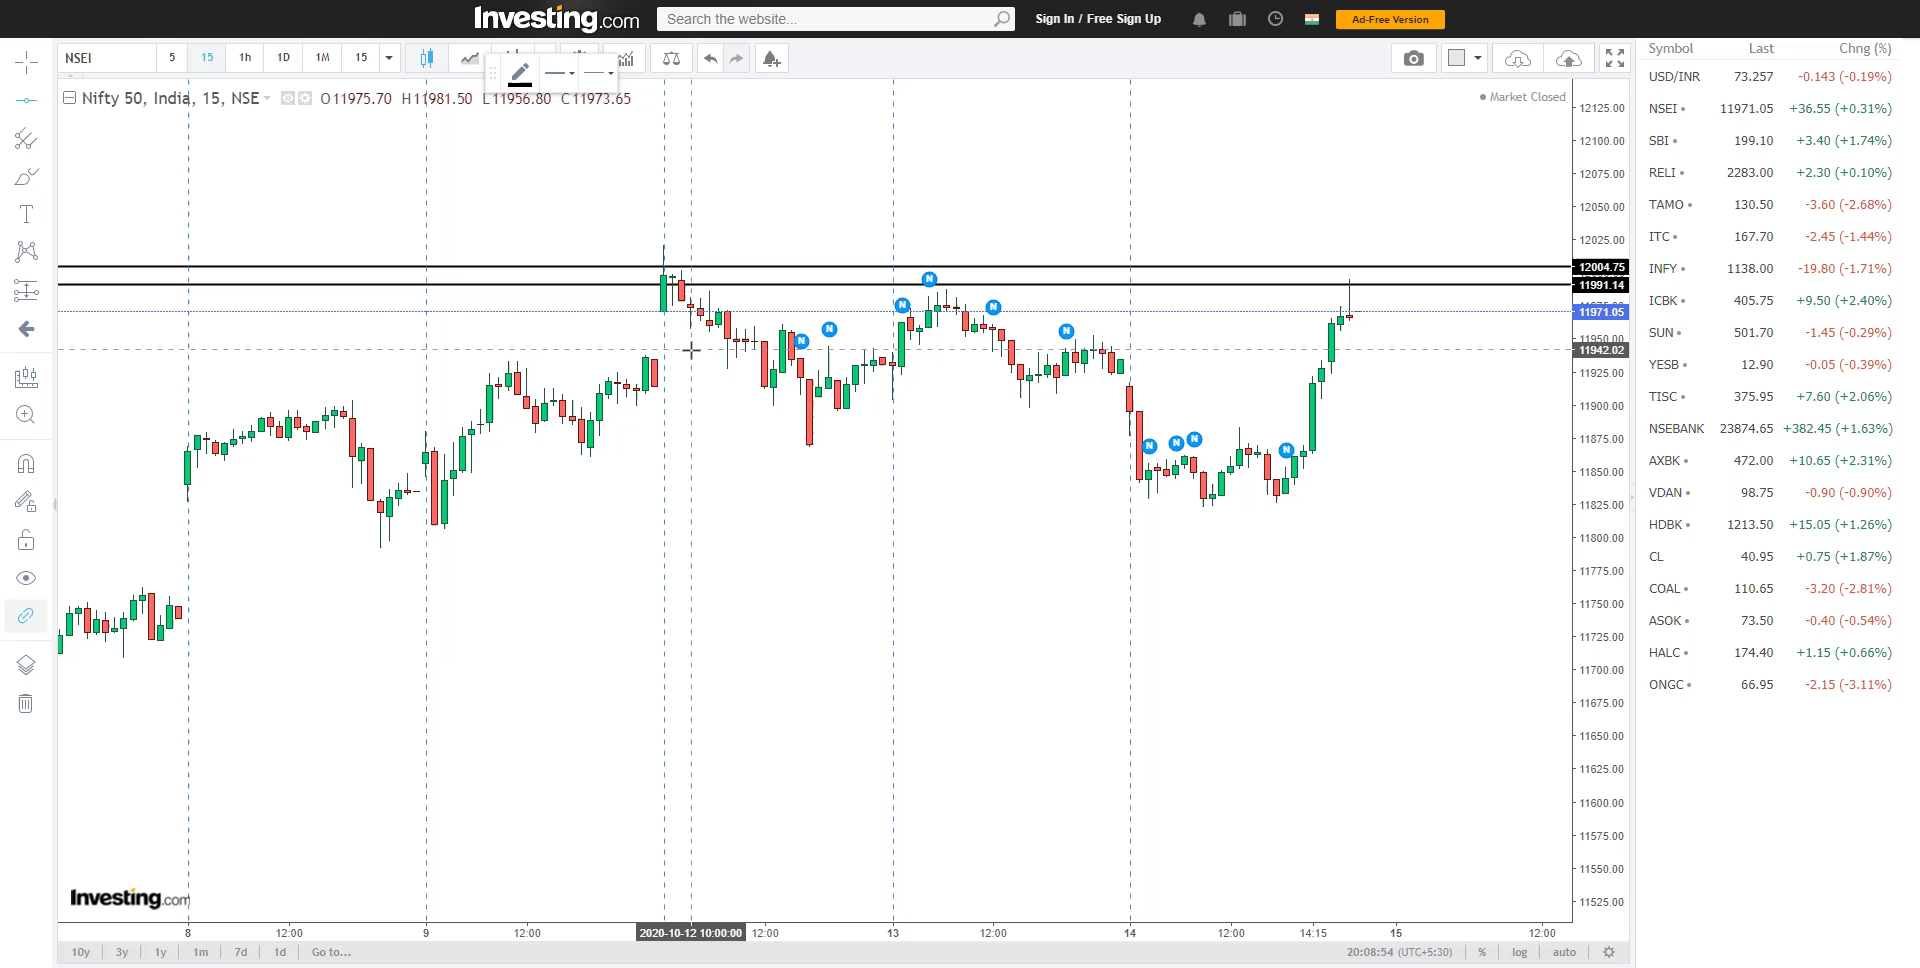 Investing.com
Search the website...
Sign In / Free Sign Up
Ad-Free Version
NSEI 5 15 1h 1D 1M 15
Nifty 50, India, 15, NSE O11975.70 H11981.50 L11956.80 C11973.65
Market Closed
12125.00
12100.00
12075.00
12050.00
12025.00
12004.75
11991.14
11971.05
11950.00
11942.02
11925.00
11900.00
11875.00
11850.00
11825.00
11800.00
11775.00
11750.00
11725.00
11700.00
11675.00
11650.00
11625.00
11600.00
11575.00
11550.00
11525.00
N N N N N N N N N N
Investing.com
8 12:00 9 12:00 2020-10-12 10:00:00 12:00 13 12:00 14 12:00 14:15 15 12:00
10y 3y 1y 1m 7d 1d Go to... 20:08:54 (UTC+5:30) % log auto
Symbol Last Chng (%)
USD/INR 73.257 -0.143 (-0.19%)
NSEI 11971.05 +36.55 (+0.31%)
SBI 199.10 +3.40 (+1.74%)
RELI 2283.00 +2.30 (+0.10%)
TAMO 130.50 -3.60 (-2.68%)
ITC 167.70 -2.45 (-1.44%)
INFY 1138.00 -19.80 (-1.71%)
ICBK 405.75 +9.50 (+2.40%)
SUN 501.70 -1.45 (-0.29%)
YESB 12.90 -0.05 (-0.39%)
TISC 375.95 +7.60 (+2.06%)
NSEBANK 23874.65 +382.45 (+1.63%)
AXBK 472.00 +10.65 (+2.31%)
VDAN 98.75 -0.90 (-0.90%)
HDBK 1213.50 +15.05 (+1.26%)
CL 40.95 +0.75 (+1.87%)
COAL 110.65 -3.20 (-2.81%)
ASOK 73.50 -0.40 (-0.54%)
HALC 174.40 +1.15 (+0.66%)
ONGC 66.95 -2.15 (-3.11%)